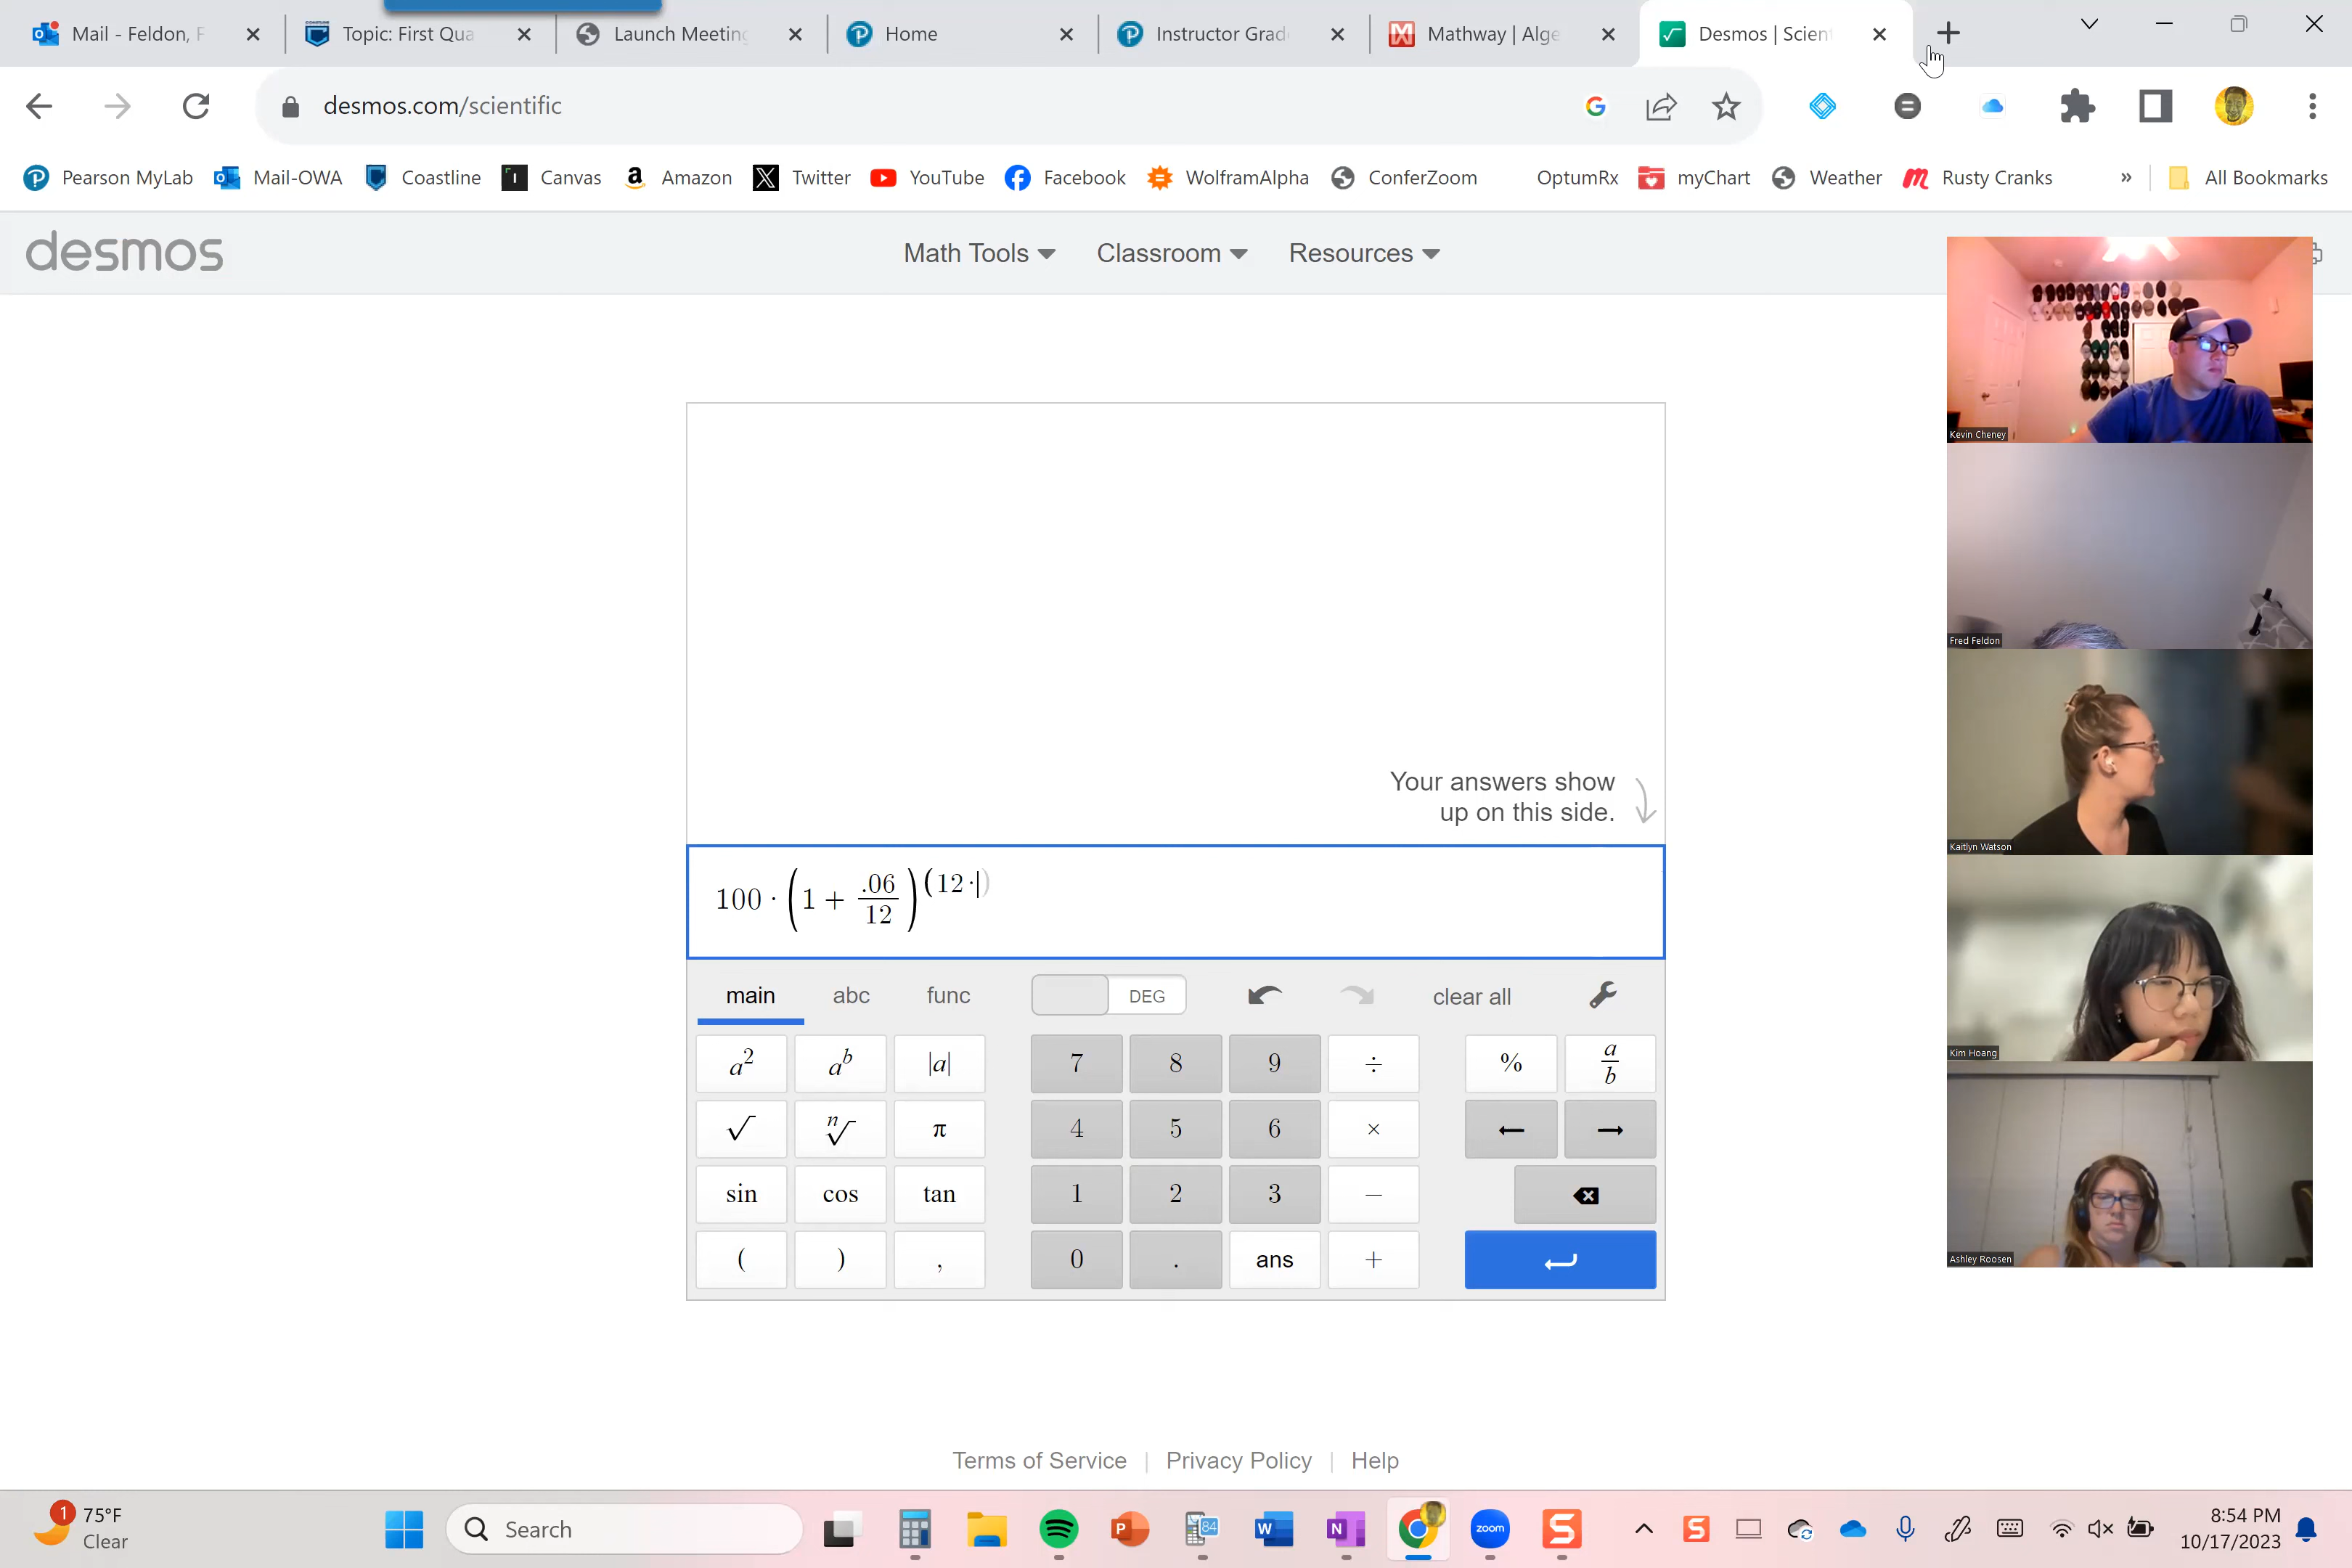 Mail - Feldon, F
Topic: First Qua
Launch Meeting
Home
Instructor Grad
Mathway | Alge
Desmos | Scien
desmos.com/scientific
Pearson MyLab
Mail-OWA
Coastline
Canvas
Amazon
Twitter
YouTube
Facebook
WolframAlpha
ConferZoom
OptumRx
myChart
Weather
Rusty Cranks
»
All Bookmarks
desmos
Math Tools
Classroom
Resources
Kevin Cheney
Fred Feldon
Kaitlyn Watson
Kim Hoang
Ashley Roosen
Your answers show
up on this side.
100 · (1 + .06/12)^(12·)
main abc func DEG clear all
a² aᵇ |a| 7 8 9 ÷ % a/b
√ ⁿ√ π 4 5 6 × ← →
sin cos tan 1 2 3 −
( ) , 0 . ans +
Terms of Service | Privacy Policy | Help
1
75°F
Clear
Search
84
zoom
8:54 PM
10/17/2023